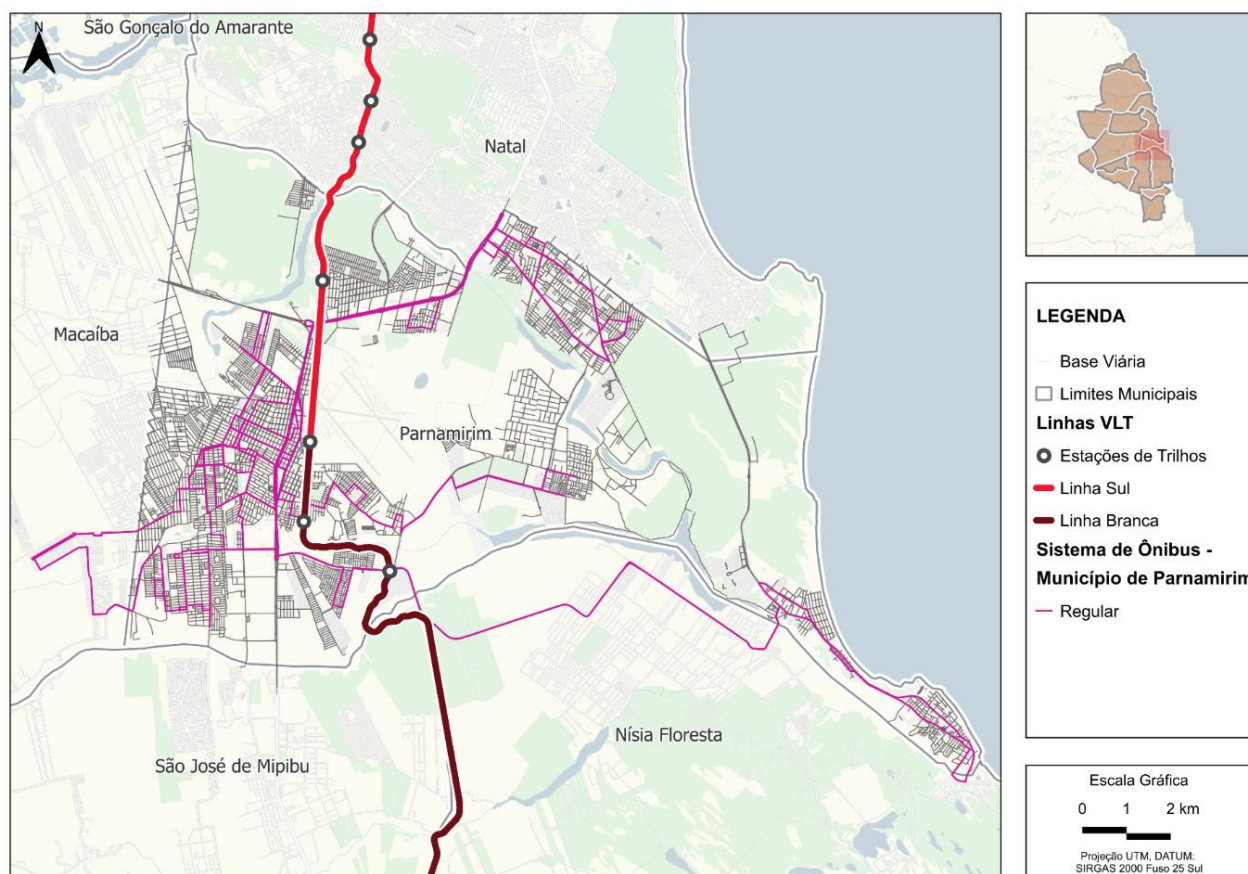 N
São Gonçalo do Amarante
Natal
Macaíba
Parnamirim
Nísia Floresta
São José de Mipibu
LEGENDA
Base Viária
Limites Municipais
Linhas VLT
Estações de Trilhos
Linha Sul
Linha Branca
Sistema de Ônibus -
Município de Parnamirim
Regular
Escala Gráfica
0 1 2 km
Projeção UTM, DATUM:
SIRGAS 2000 Fuso 25 Sul